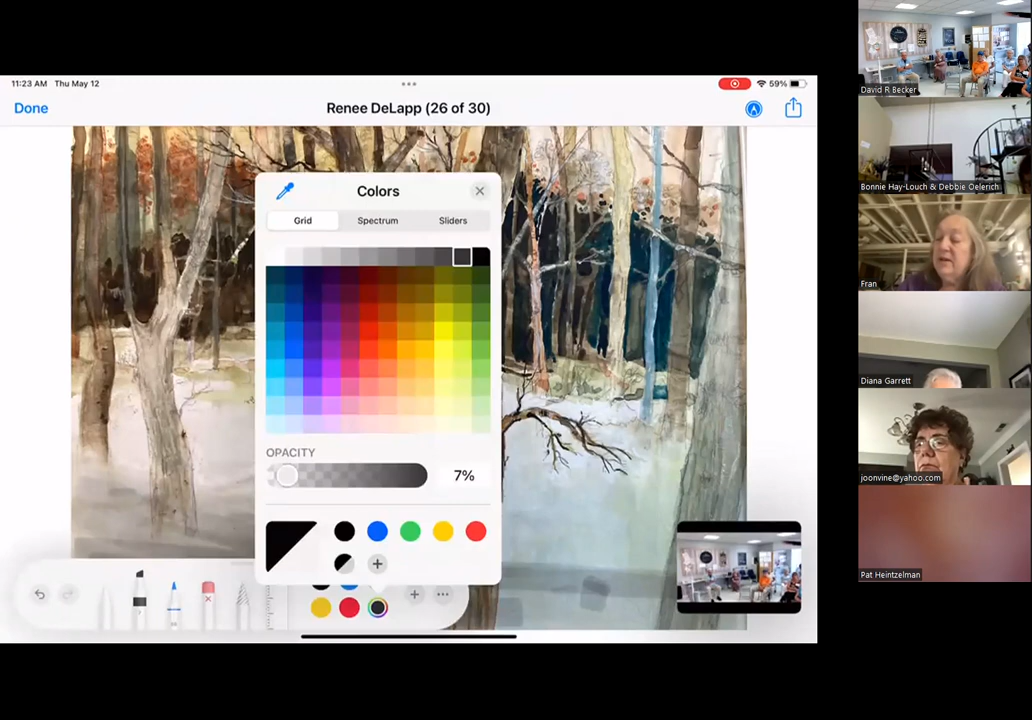 11:23 AM Thu May 12
59%
Done
Renee DeLapp (26 of 30)
Colors
Grid Spectrum Sliders
OPACITY
7%
David R Becker
Bonnie Hay-Louch & Debbie Oelerich
Fran
Diana Garrett
joonvine@yahoo.com
Pat Heintzelman